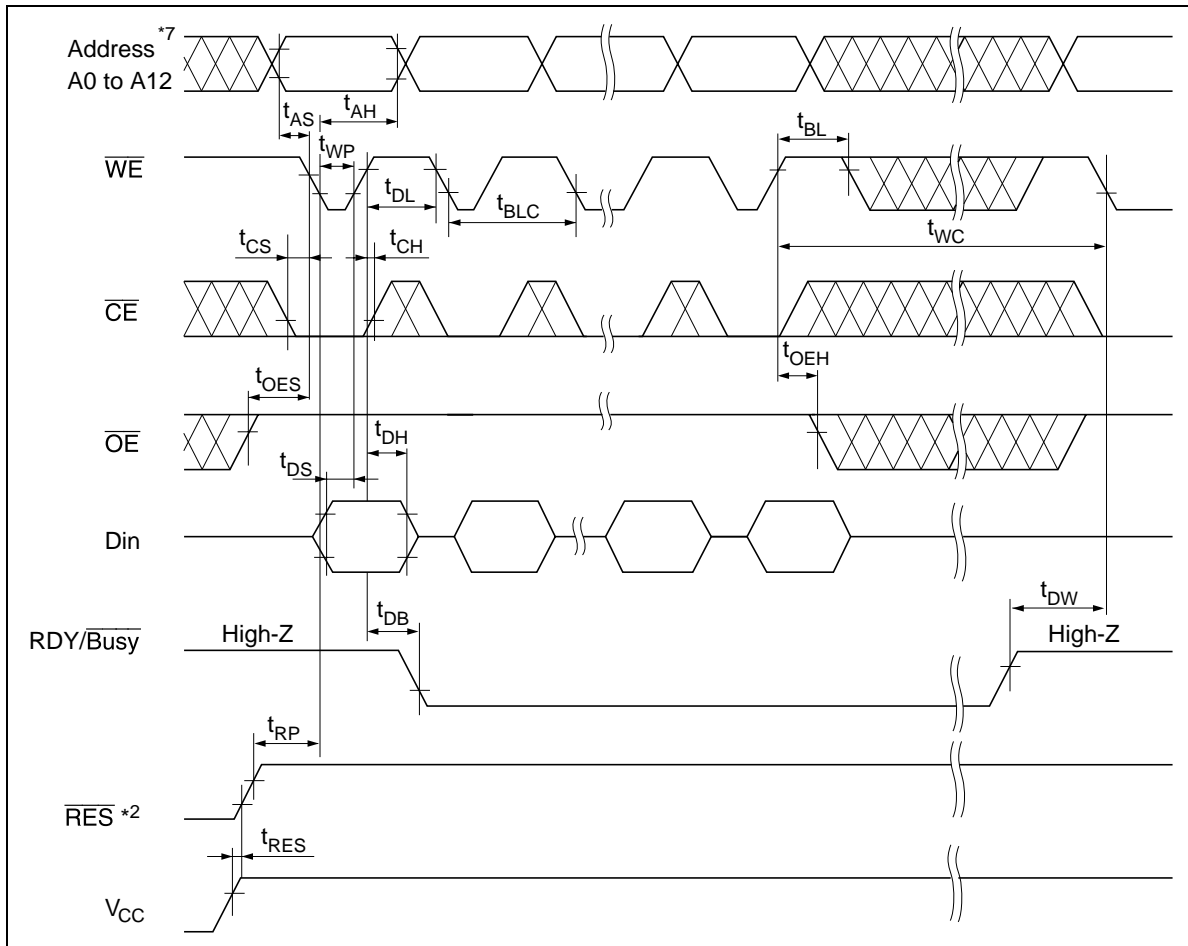 Address *7
A0 to A12
tAS
tAH
tBL
WE
tWP
tDL
tBLC
tWC
tCS
tCH
CE
tOEH
tOES
OE
tDH
tDS
Din
tDW
tDB
High-Z
High-Z
RDY/Busy
tRP
RES *2
tRES
VCC